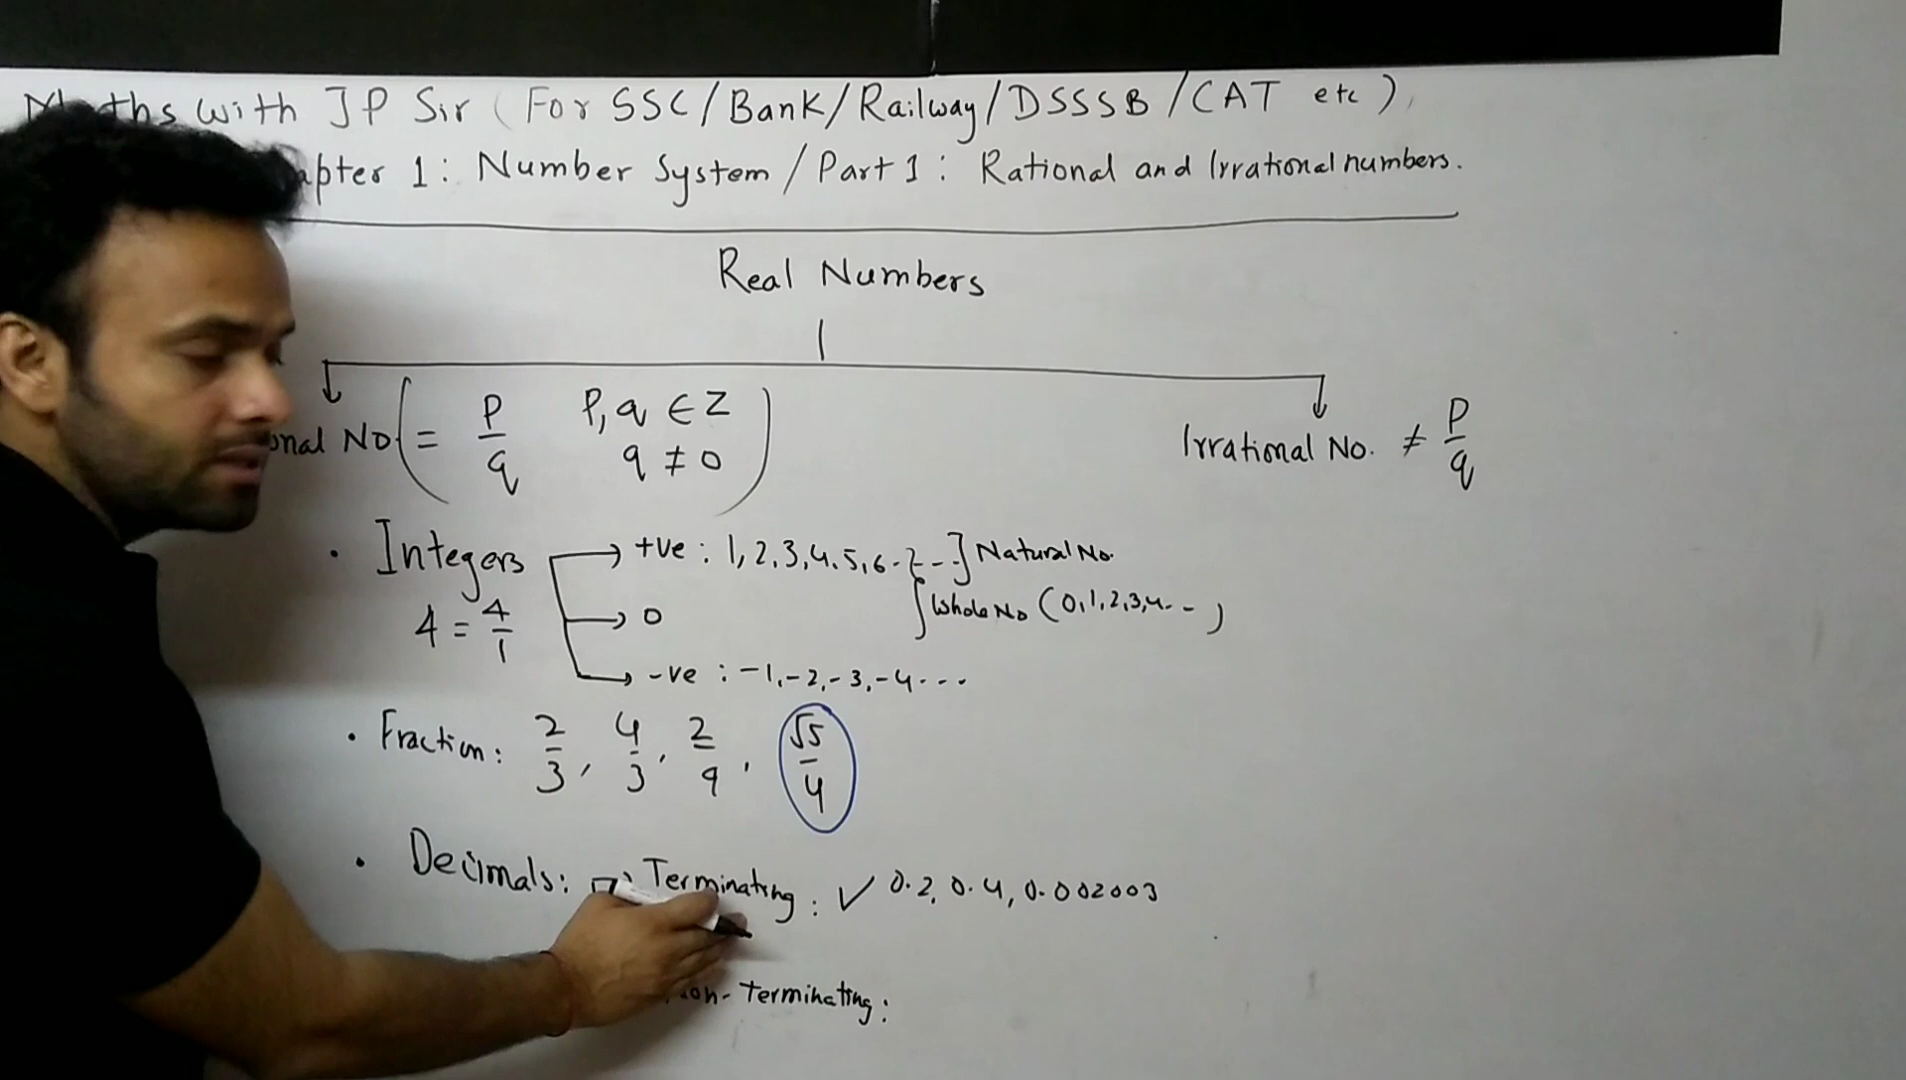 Maths with JP Sir (For SSC/Bank/Railway/DSSSB/CAT etc)
apter 1: Number System / Part 1: Rational and Irrational numbers.
Real Numbers
onal No. ( = p/q p, q ∈ Z q ≠ 0 )
Irrational No. ≠ p/q
· Integers → +ve : 1, 2, 3, 4, 5, 6 - - - ] Natural No.
4 = 4/1 → 0
Whole No (0, 1, 2, 3, 4 - - )
→ -ve : -1, -2, -3, -4 - - -
· Fraction: 2/3, 4/3, 2/9, √5/4
· Decimals: → Terminating : ✓ 0.2, 0.4, 0.002003
on-Terminating: